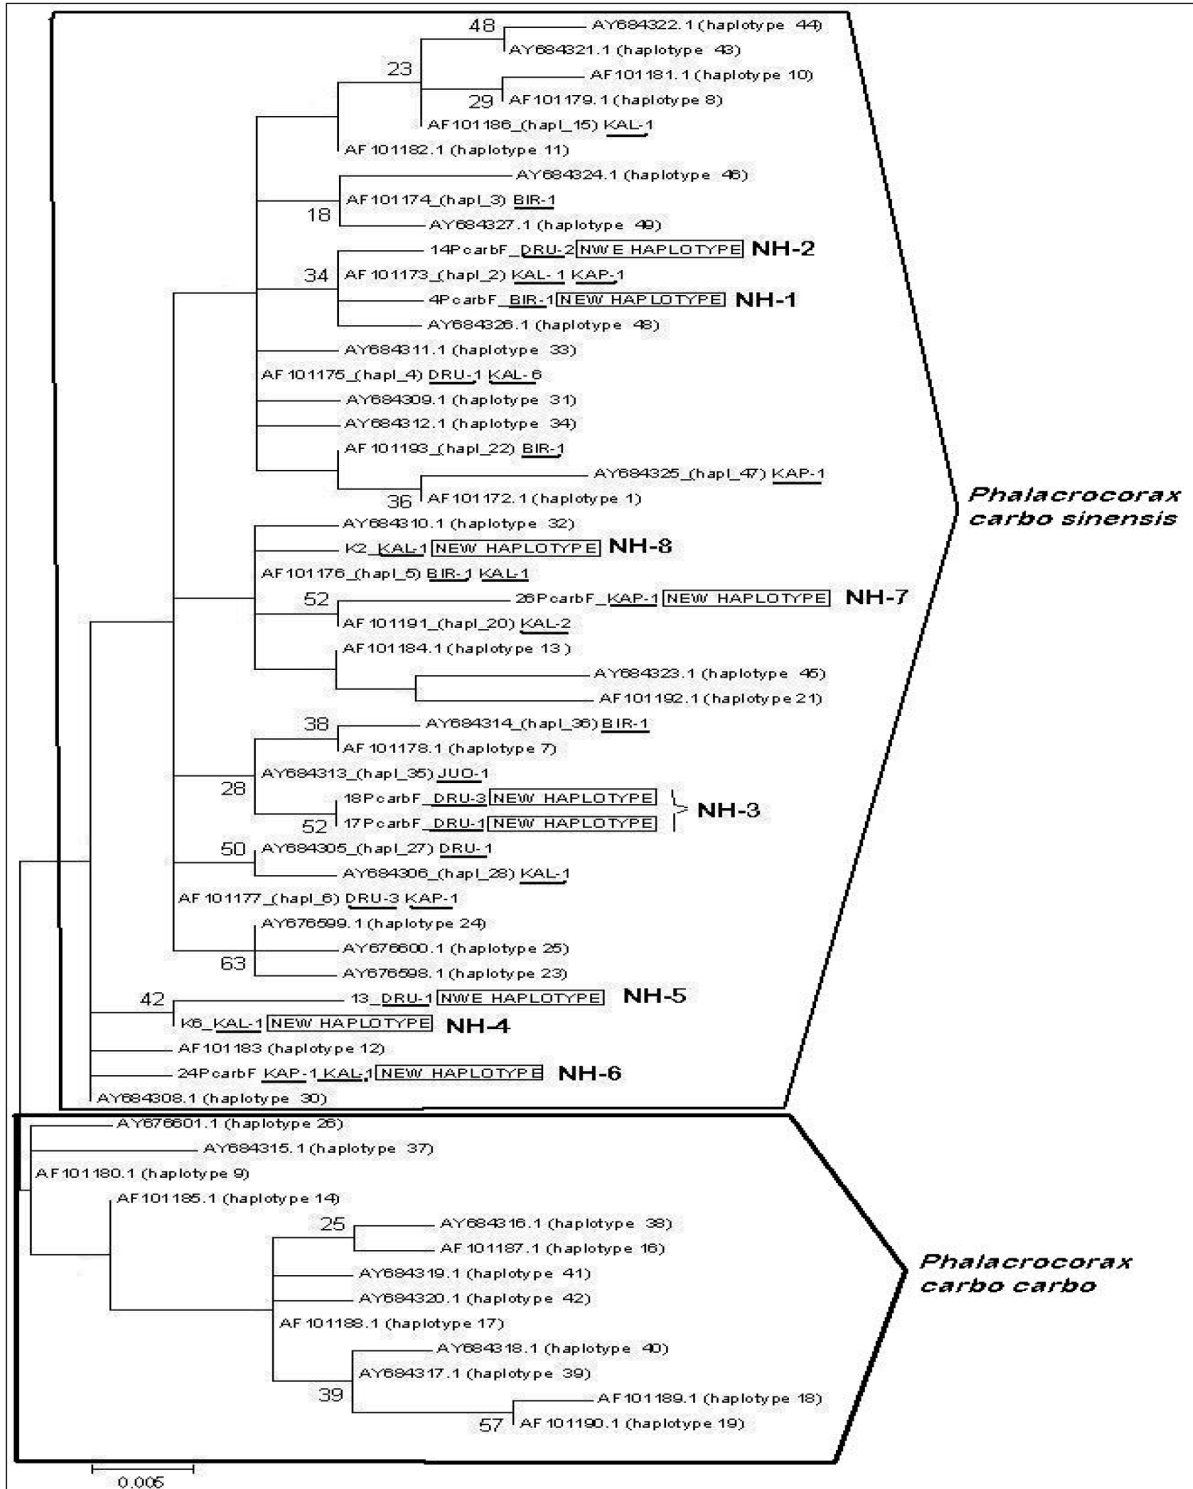 48 AY684322.1 (haplotype 44)
AY684321.1 (haplotype 43)
23 AF101181.1 (haplotype 10)
29 AF101179.1 (haplotype 8)
AF101186_(hapl_15) KAL-1
AF101182.1 (haplotype 11)
AY684324.1 (haplotype 46)
AF101174_(hapl_3) BIR-1
18 AY684327.1 (haplotype 49)
14PcarbF_DRU-2 NWE HAPLOTYPE NH-2
34 AF101173_(hapl_2) KAL-1 KAP-1
4PcarbF_BIR-1 NEW HAPLOTYPE NH-1
AY684326.1 (haplotype 48)
AY684311.1 (haplotype 33)
AF101175_(hapl_4) DRU-1 KAL-6
AY684309.1 (haplotype 31)
AY684312.1 (haplotype 34)
AF101193_(hapl_22) BIR-1
AY684325_(hapl_47) KAP-1
36 AF101172.1 (haplotype 1)
Phalacrocorax
carbo sinensis
AY684310.1 (haplotype 32)
K2_KAL-1 NEW HAPLOTYPE NH-8
AF101176_(hapl_5) BIR-1 KAL-1
52 26PcarbF_KAP-1 NEW HAPLOTYPE NH-7
AF101191_(hapl_20) KAL-2
AF101184.1 (haplotype 13)
AY684323.1 (haplotype 45)
AF101192.1 (haplotype 21)
38 AY684314_(hapl_36) BIR-1
AF101178.1 (haplotype 7)
AY684313_(hapl_35) JUO-1
28 18PcarbF_DRU-3 NEW HAPLOTYPE
NH-3
52 17PcarbF_DRU-1 NEW HAPLOTYPE
50 AY684305_(hapl_27) DRU-1
AY684306_(hapl_28) KAL-1
AF101177_(hapl_6) DRU-3 KAP-1
AY676599.1 (haplotype 24)
AY676600.1 (haplotype 25)
63 AY676598.1 (haplotype 23)
42 13_DRU-1 NWE HAPLOTYPE NH-5
K6_KAL-1 NEW HAPLOTYPE NH-4
AF101183 (haplotype 12)
24PcarbF KAP-1 KAL-1 NEW HAPLOTYPE NH-6
AY684308.1 (haplotype 30)
AY676601.1 (haplotype 26)
AY684315.1 (haplotype 37)
AF101180.1 (haplotype 9)
AF101185.1 (haplotype 14)
25 AY684316.1 (haplotype 38)
AF101187.1 (haplotype 16)
AY684319.1 (haplotype 41)
AY684320.1 (haplotype 42)
AF101188.1 (haplotype 17)
Phalacrocorax
carbo carbo
AY684318.1 (haplotype 40)
AY684317.1 (haplotype 39)
39 AF101189.1 (haplotype 18)
57 AF101190.1 (haplotype 19)
0.005